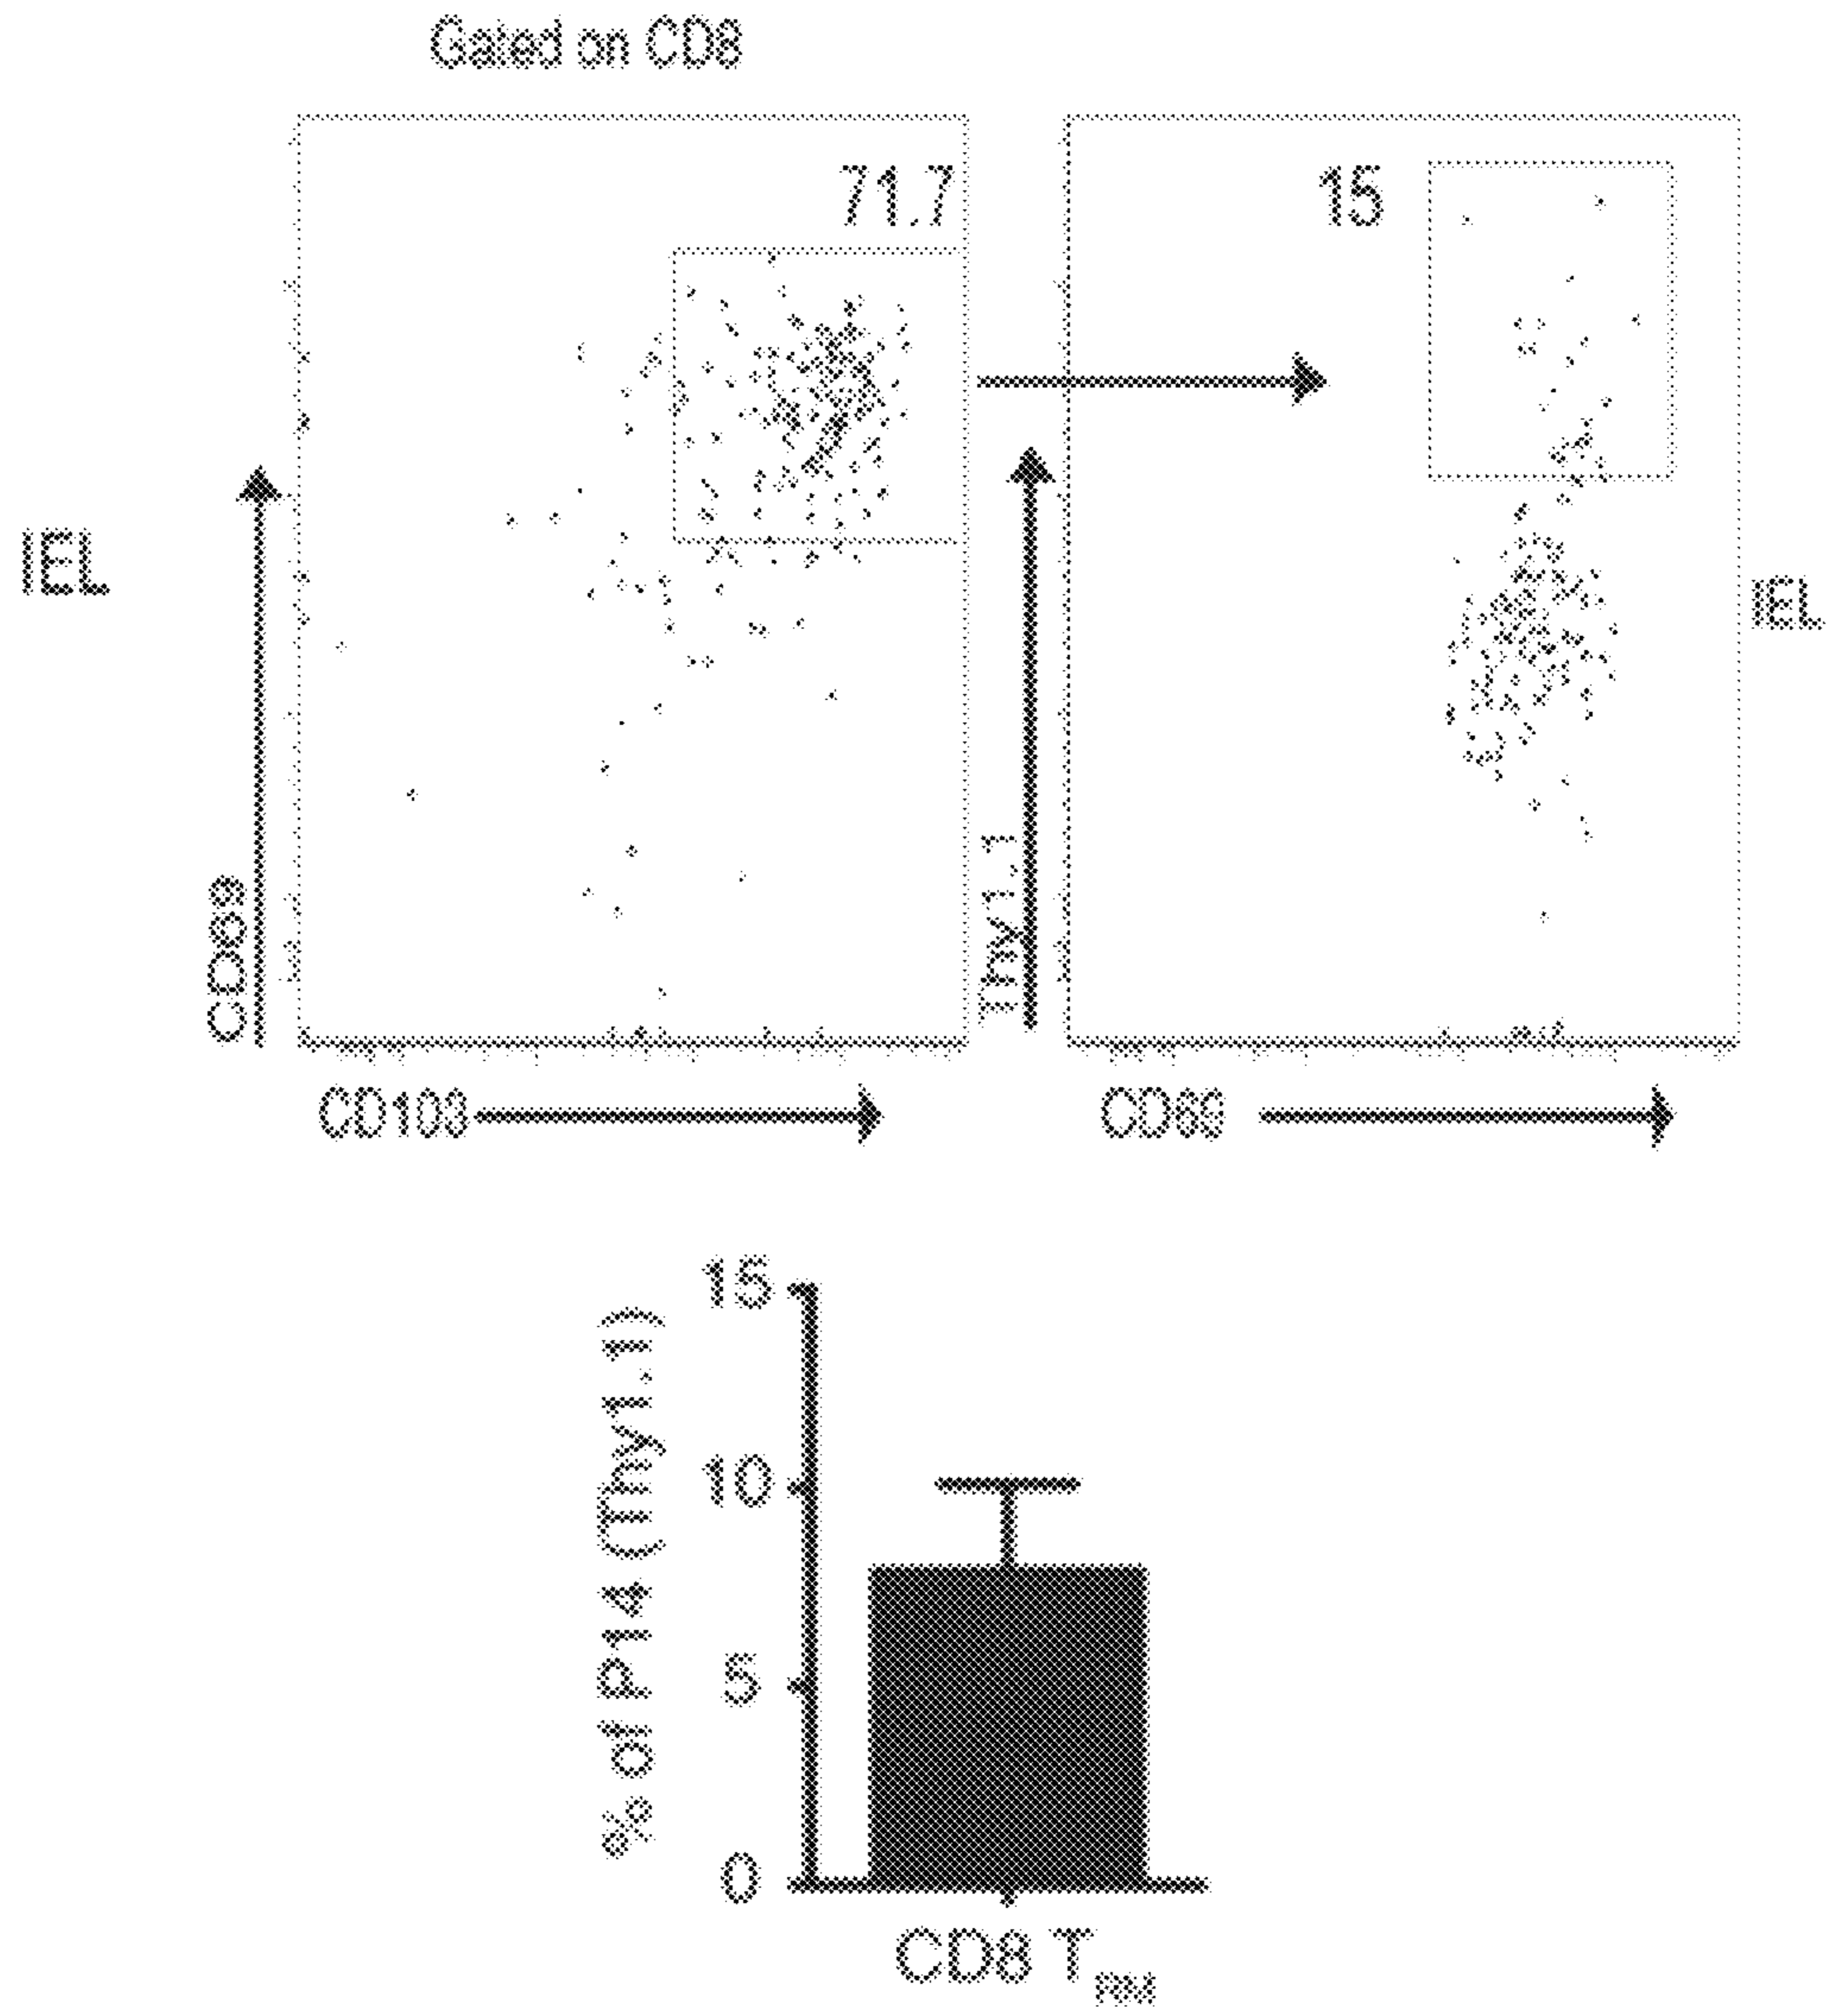 Gated on CD8
71.7
15
IEL
IEL
CD69
Thy1.1
CD103
CD69
15
10
5
0
% of P14 (Thy1.1)
CD8 TRM